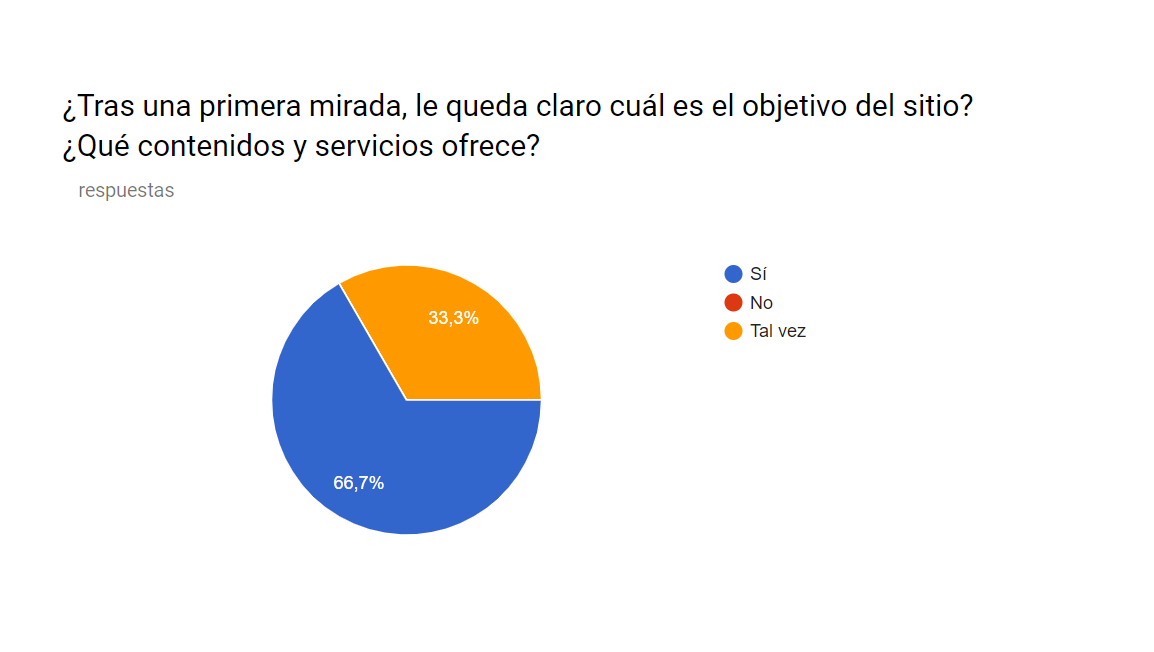 ¿Tras una primera mirada, le queda claro cuál es el objetivo del sitio?
¿Qué contenidos y servicios ofrece?
respuestas
Sí
No
Tal vez
33,3%
66,7%